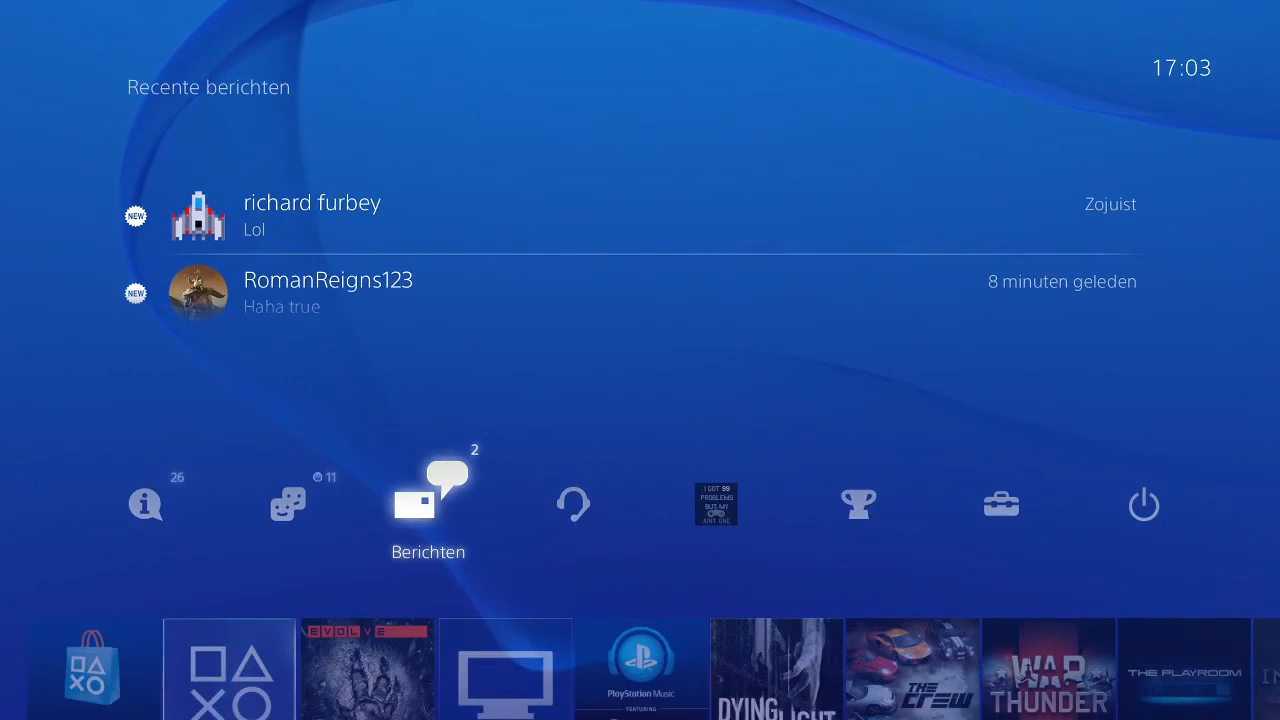 17:03
Recente berichten
NEW
richard furbey
Zojuist
Lol
NEW
RomanReigns123
8 minuten geleden
Haha true
26
11
2
I GOT 99
PROBLEMS
BUT MY
AINT ONE
Berichten
EVOLVE
PlayStation Music
FEATURING
DYING LIGHT
THE
CREW
WAR
THUNDER
THE PLAYROOM